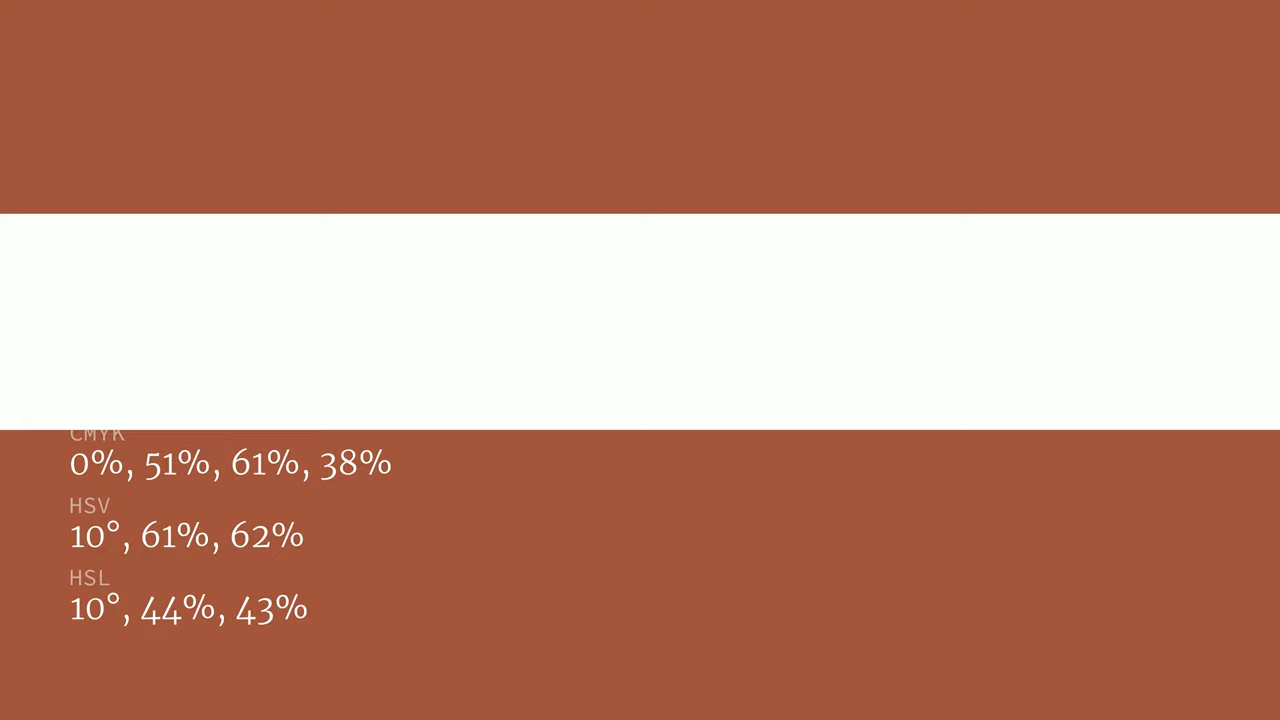 CMYK
0%, 51%, 61%, 38%
HSV
10°, 61%, 62%
HSL
10°, 44%, 43%